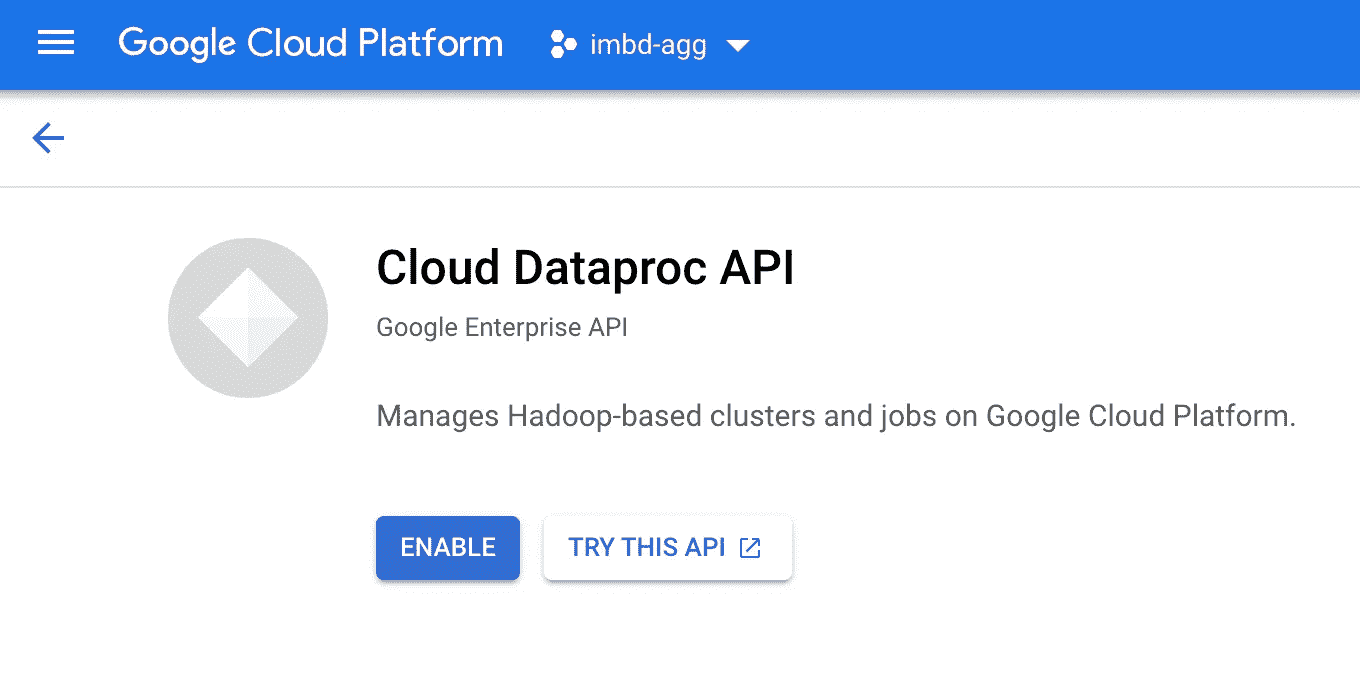 Google Cloud Platform imbd-agg
Cloud Dataproc API
Google Enterprise API
Manages Hadoop-based clusters and jobs on Google Cloud Platform.
ENABLE TRY THIS API